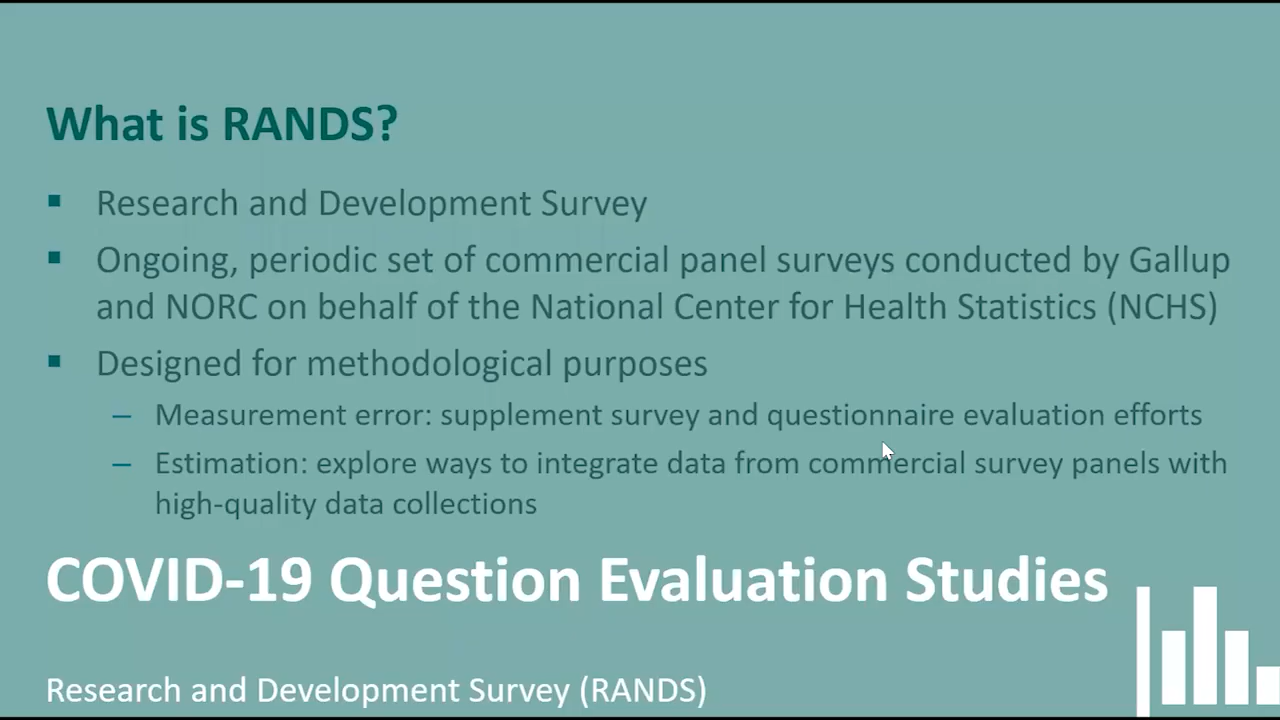 What is RANDS?
▪ Research and Development Survey
▪ Ongoing, periodic set of commercial panel surveys conducted by Gallup
and NORC on behalf of the National Center for Health Statistics (NCHS)
▪ Designed for methodological purposes
– Measurement error: supplement survey and questionnaire evaluation efforts
– Estimation: explore ways to integrate data from commercial survey panels with
high-quality data collections
COVID-19 Question Evaluation Studies
Research and Development Survey (RANDS)